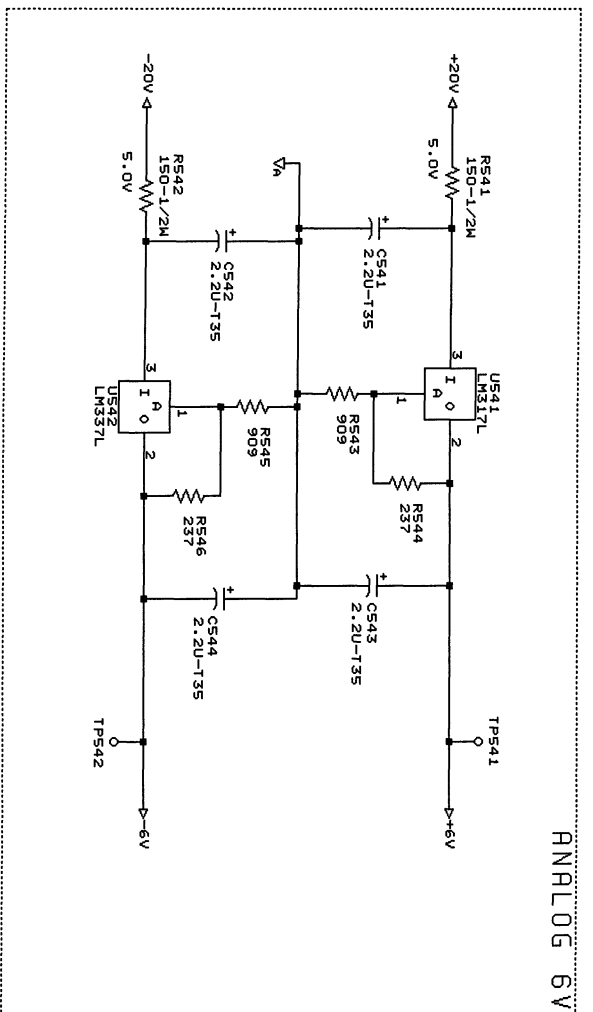 ANALOG 6V
+20V
R541
150-1/2W
5.0V
C541
2.2U-T35
+
3
U541
LM317L
I
A
O
1
2
R543
909
R544
237
C543
2.2U-T35
+
TP541
+6V
A
-20V
R542
150-1/2W
5.0V
C542
2.2U-T35
+
3
I
A
O
U542
LM337L
1
2
R545
909
R546
237
C544
2.2U-T35
+
TP542
-6V